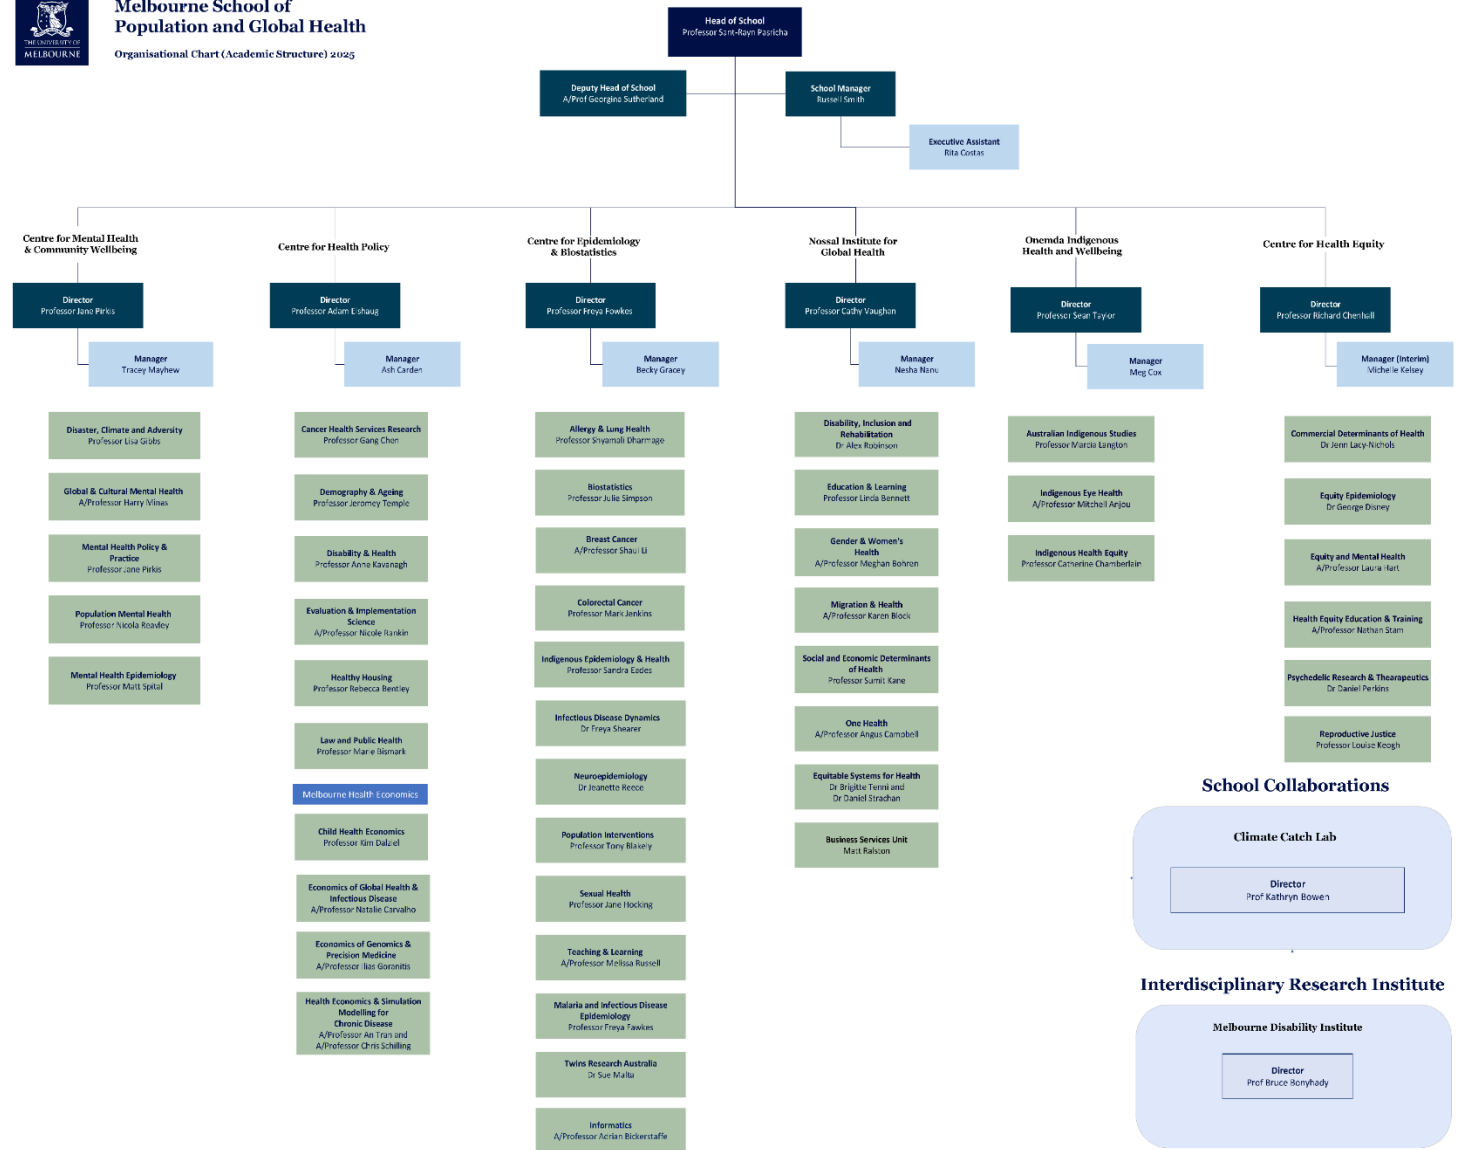 THE UNIVERSITY OF
MELBOURNE
Melbourne School of
Population and Global Health
Organisational Chart (Academic Structure) 2025
Head of School
Professor Sant-Rayn Pasricha
Deputy Head of School
A/Prof Georgina Sutherland
School Manager
Russell Smith
Executive Assistant
Rita Costas
Centre for Mental Health
& Community Wellbeing
Director
Professor Jane Pirkis
Manager
Tracey Mayhew
Disaster, Climate and Adversity
Professor Lisa Gibbs
Global & Cultural Mental Health
A/Professor Harry Minas
Mental Health Policy &
Practice
Professor Jane Pirkis
Population Mental Health
Professor Nicola Reavley
Mental Health Epidemiology
Professor Matt Spital
Centre for Health Policy
Director
Professor Adam Elshaug
Manager
Ash Carden
Cancer Health Services Research
Professor Gang Chen
Demography & Ageing
Professor Jeromey Temple
Disability & Health
Professor Anne Kavanagh
Evaluation & Implementation
Science
A/Professor Nicole Rankin
Healthy Housing
Professor Rebecca Bentley
Law and Public Health
Professor Marie Bismark
Melbourne Health Economics
Child Health Economics
Professor Kim Dalziel
Economics of Global Health &
Infectious Disease
A/Professor Natalie Carvalho
Economics of Genomics &
Precision Medicine
A/Professor Ilias Goranitis
Health Economics & Simulation
Modelling for
Chronic Disease
A/Professor An Tran and
A/Professor Chris Schilling
Centre for Epidemiology
& Biostatistics
Director
Professor Freya Fowkes
Manager
Becky Gracey
Allergy & Lung Health
Professor Shyamali Dharmage
Biostatistics
Professor Julie Simpson
Breast Cancer
A/Professor Shaui Li
Colorectal Cancer
Professor Mark Jenkins
Indigenous Epidemiology & Health
Professor Sandra Eades
Infectious Disease Dynamics
Dr Freya Shearer
Neuroepidemiology
Dr Jeanette Reece
Population Interventions
Professor Tony Blakely
Sexual Health
Professor Jane Hocking
Teaching & Learning
A/Professor Melissa Russell
Malaria and Infectious Disease
Epidemiology
Professor Freya Fawkes
Twins Research Australia
Dr Sue Malta
Informatics
A/Professor Adrian Bickerstaffe
Nossal Institute for
Global Health
Director
Professor Cathy Vaughan
Manager
Nesha Nanu
Disability, Inclusion and
Rehabilitation
Dr Alex Robinson
Education & Learning
Professor Linda Bennett
Gender & Women's
Health
A/Professor Meghan Bohren
Migration & Health
A/Professor Karen Block
Social and Economic Determinants
of Health
Professor Sumit Kane
One Health
A/Professor Angus Campbell
Equitable Systems for Health
Dr Brigitte Tenni and
Dr Daniel Strachan
Business Services Unit
Matt Ralston
Onemda Indigenous
Health and Wellbeing
Director
Professor Sean Taylor
Manager
Meg Cox
Australian Indigenous Studies
Professor Marcia Langton
Indigenous Eye Health
A/Professor Mitchell Anjou
Indigenous Health Equity
Professor Catherine Chamberlain
Centre for Health Equity
Director
Professor Richard Chenhall
Manager (Interim)
Michelle Kelsey
Commercial Determinants of Health
Dr Jenn Lacy-Nichols
Equity Epidemiology
Dr George Disney
Equity and Mental Health
A/Professor Laura Hart
Health Equity Education & Training
A/Professor Nathan Stam
Psychedelic Research & Thearapeutics
Dr Daniel Perkins
Reproductive Justice
Professor Louise Keogh
School Collaborations
Climate Catch Lab
Director
Prof Kathryn Bowen
Interdisciplinary Research Institute
Melbourne Disability Institute
Director
Prof Bruce Bonyhady